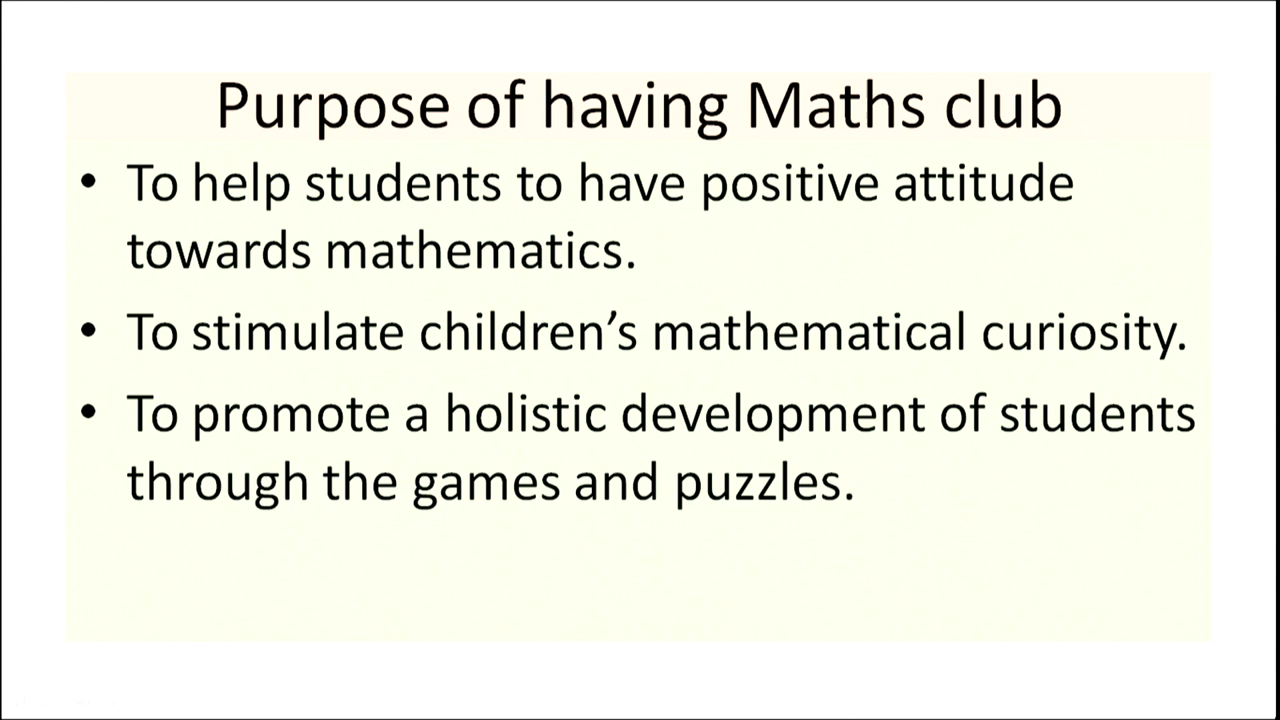 Purpose of having Maths club
• To help students to have positive attitude
towards mathematics.
• To stimulate children’s mathematical curiosity.
• To promote a holistic development of students
through the games and puzzles.